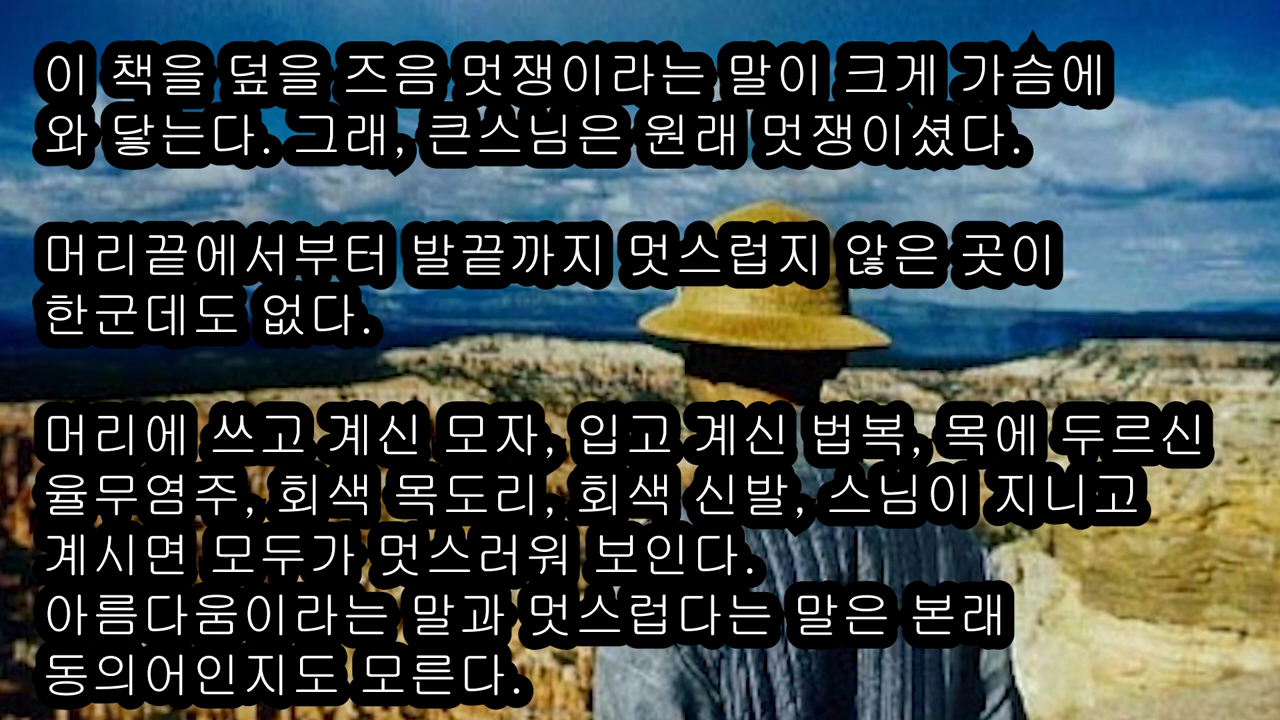 이 책을 덮을 즈음 멋쟁이라는 말이 크게 가슴에
와 닿는다. 그래, 큰스님은 원래 멋쟁이셨다.
머리끝에서부터 발끝까지 멋스럽지 않은 곳이
한군데도 없다.
머리에 쓰고 계신 모자, 입고 계신 법복, 목에 두르신
율무염주, 회색 목도리, 회색 신발, 스님이 지니고
계시면 모두가 멋스러워 보인다.
아름다움이라는 말과 멋스럽다는 말은 본래
동의어인지도 모른다.